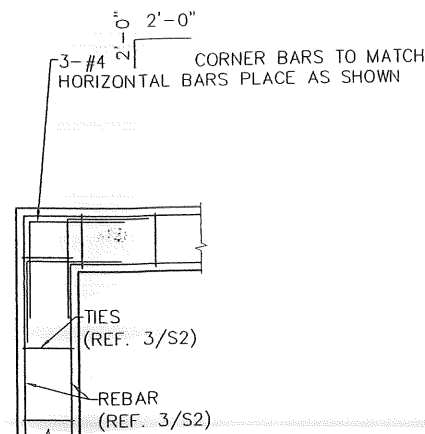 2'-0"
2'-0"
3-#4 CORNER BARS TO MATCH
HORIZONTAL BARS PLACE AS SHOWN
TIES
(REF. 3/S2)
REBAR
(REF. 3/S2)